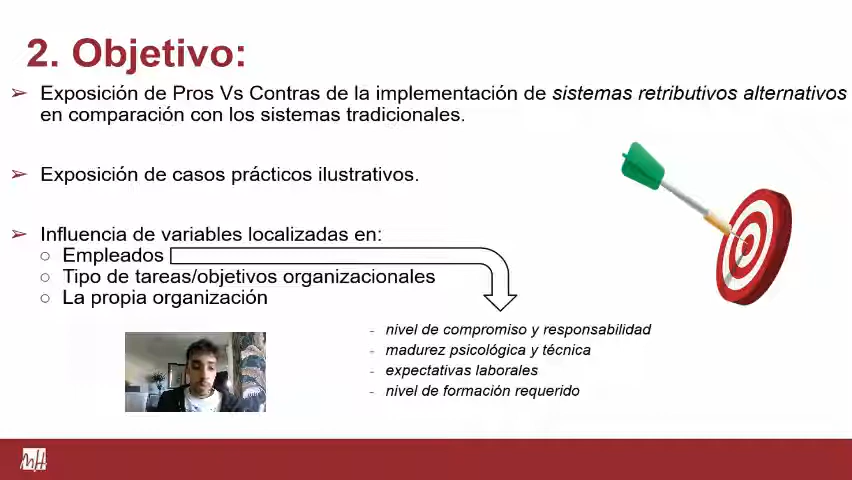 2. Objetivo:
➢ Exposición de Pros Vs Contras de la implementación de sistemas retributivos alternativos
en comparación con los sistemas tradicionales.
➢ Exposición de casos prácticos ilustrativos.
➢ Influencia de variables localizadas en:
○ Empleados
○ Tipo de tareas/objetivos organizacionales
○ La propia organización
- nivel de compromiso y responsabilidad
- madurez psicológica y técnica
- expectativas laborales
- nivel de formación requerido